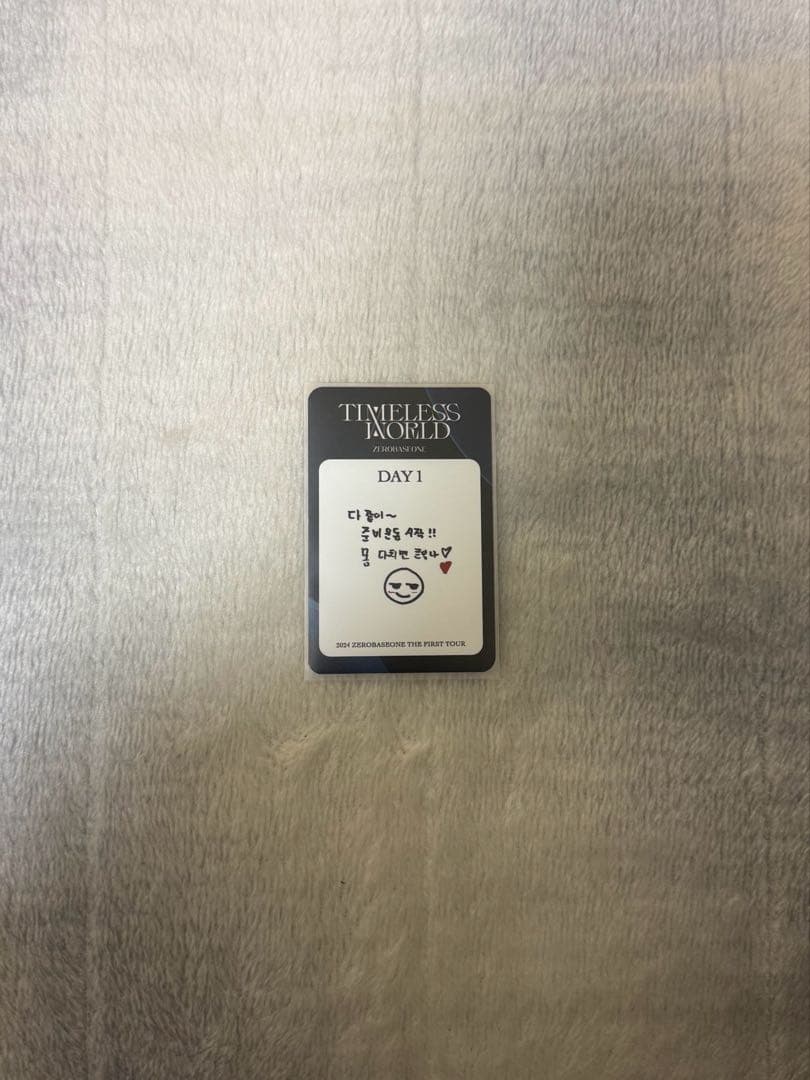 TIMELESS
WORLD
ZEROBASEONE
DAY 1
다 같이~
준비운동 시작!!
몸 다치면 큰일나♡
2024 ZEROBASEONE THE FIRST TOUR